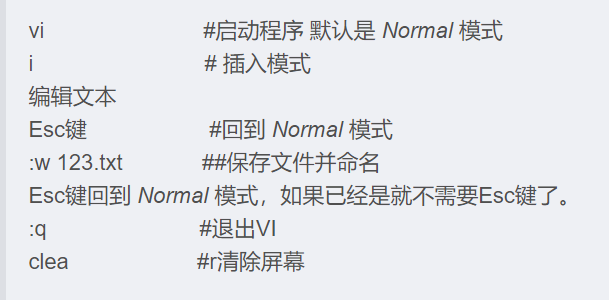 vi #启动程序 默认是 Normal 模式
i # 插入模式
编辑文本
Esc键 #回到 Normal 模式
:w 123.txt ##保存文件并命名
Esc键回到 Normal 模式，如果已经是就不需要Esc键了。
:q #退出VI
clea #r清除屏幕